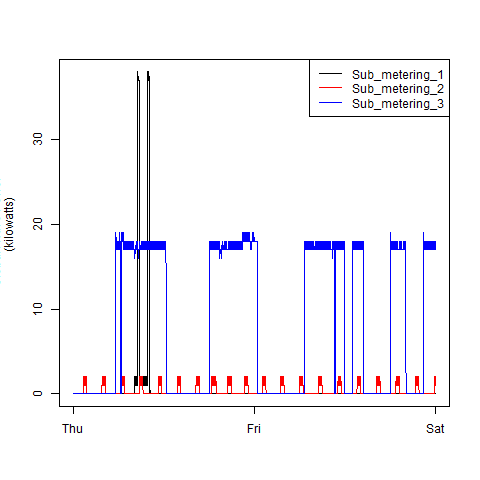 Sub_metering_1
Sub_metering_2
Sub_metering_3
30
20
10
0
(kilowatts)
Thu
Fri
Sat